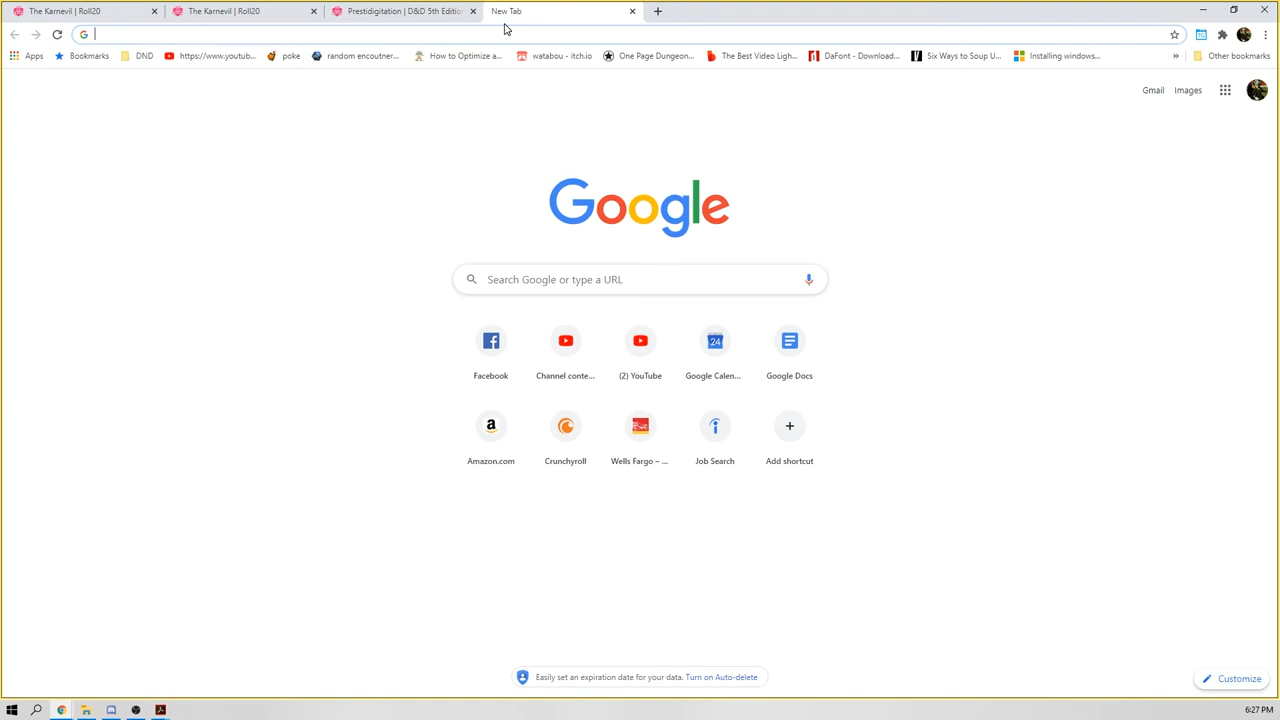 The Karnevil | Roll20
The Karnevil | Roll20
Prestidigitation | D&D 5th Edition
New Tab
Apps
Bookmarks
DND
https://www.youtub...
poke
random encoutner...
How to Optimize a...
watabou - itch.io
One Page Dungeon...
The Best Video Ligh...
DaFont - Download...
Six Ways to Soup U...
Installing windows...
»
Other bookmarks
Gmail
Images
Google
Search Google or type a URL
Facebook
Channel conte...
(2) YouTube
Google Calen...
Google Docs
Amazon.com
Crunchyroll
Wells Fargo – ...
Job Search
Add shortcut
Easily set an expiration date for your data. Turn on Auto-delete
Customize
6:27 PM